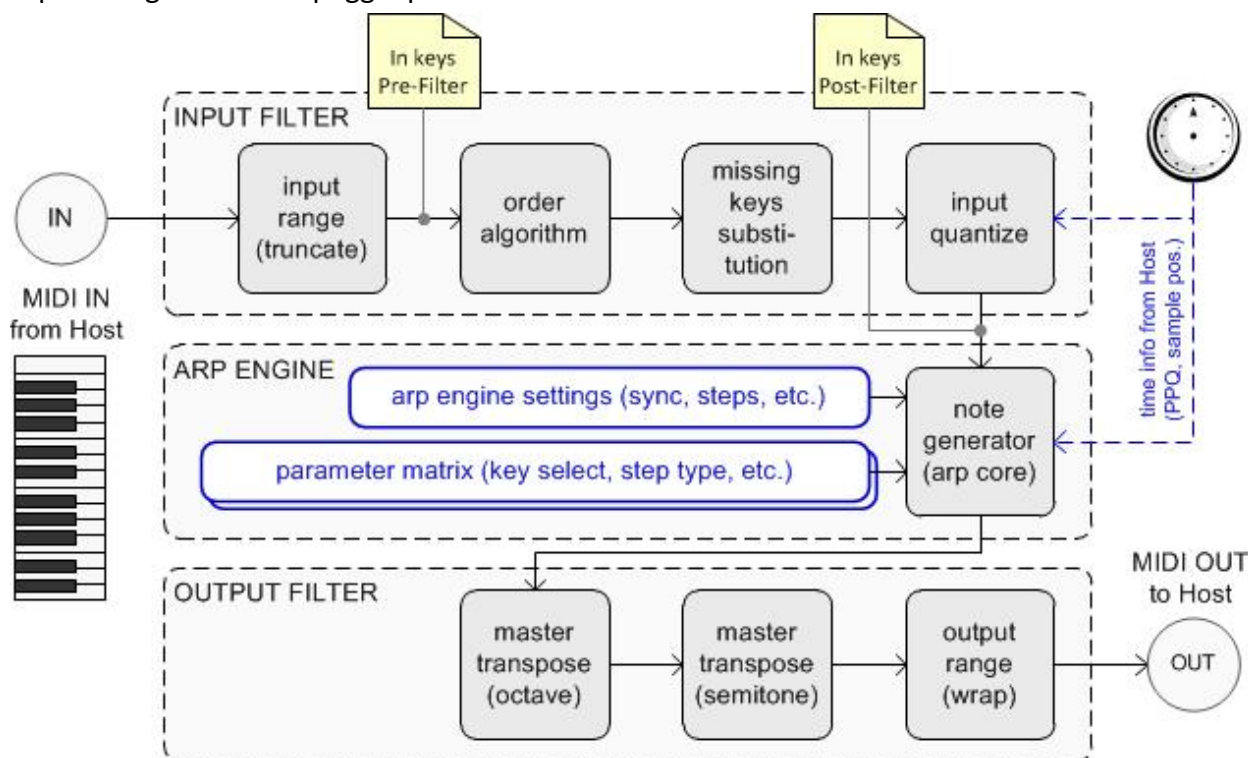 In keys
Pre-Filter
In keys
Post-Filter
INPUT FILTER
input
range
(truncate)
order
algorithm
missing
keys
substi-
tution
input
quantize
IN
MIDI IN
from Host
time info from Host
(PPQ, sample pos.)
ARP ENGINE
arp engine settings (sync, steps, etc.)
parameter matrix (key select, step type, etc.)
note
generator
(arp core)
OUTPUT FILTER
master
transpose
(octave)
master
transpose
(semitone)
output
range
(wrap)
MIDI OUT
to Host
OUT